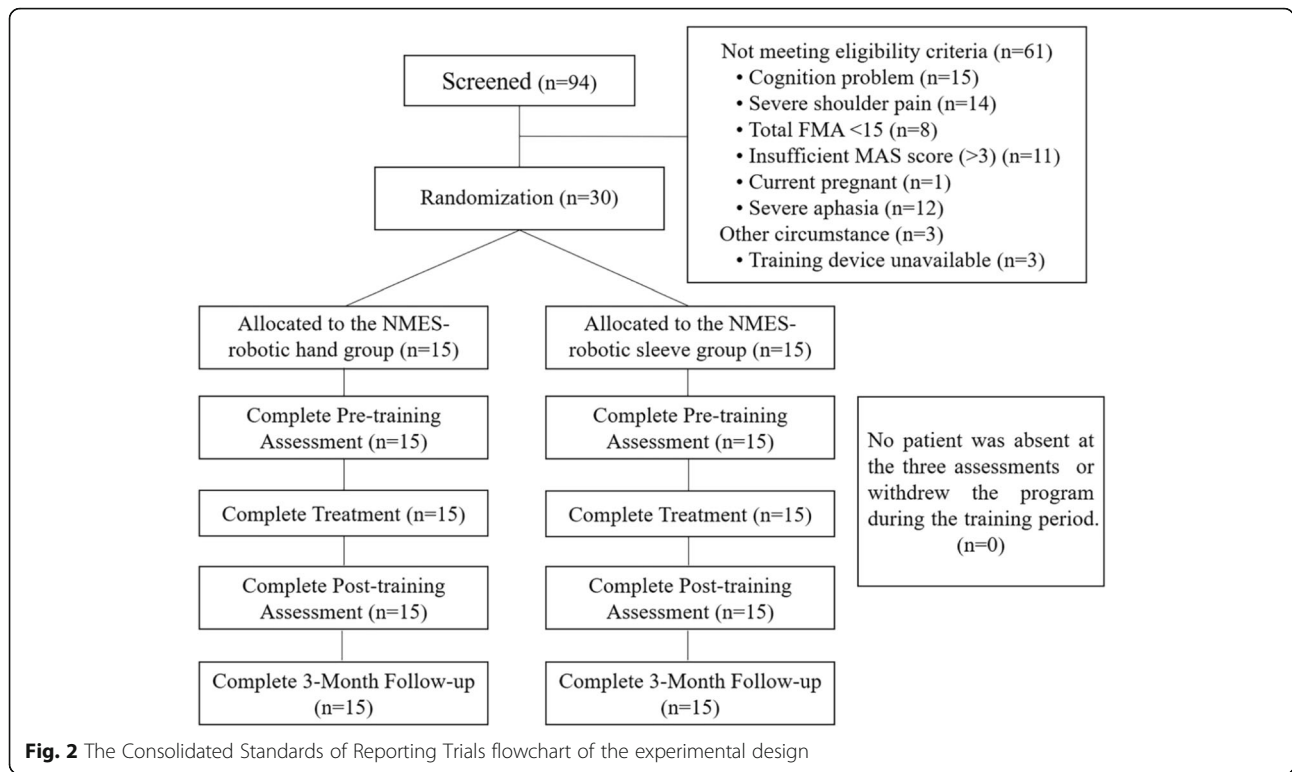 Screened (n=94)
Not meeting eligibility criteria (n=61)
• Cognition problem (n=15)
• Severe shoulder pain (n=14)
• Total FMA <15 (n=8)
• Insufficient MAS score (>3) (n=11)
• Current pregnant (n=1)
• Severe aphasia (n=12)
Other circumstance (n=3)
• Training device unavailable (n=3)
Randomization (n=30)
Allocated to the NMES-
robotic hand group (n=15)
Complete Pre-training
Assessment (n=15)
Complete Treatment (n=15)
Complete Post-training
Assessment (n=15)
Complete 3-Month Follow-up
(n=15)
Allocated to the NMES-
robotic sleeve group (n=15)
Complete Pre-training
Assessment (n=15)
Complete Treatment (n=15)
Complete Post-training
Assessment (n=15)
Complete 3-Month Follow-up
(n=15)
No patient was absent at
the three assessments or
withdrew the program
during the training period.
(n=0)
Fig. 2 The Consolidated Standards of Reporting Trials flowchart of the experimental design